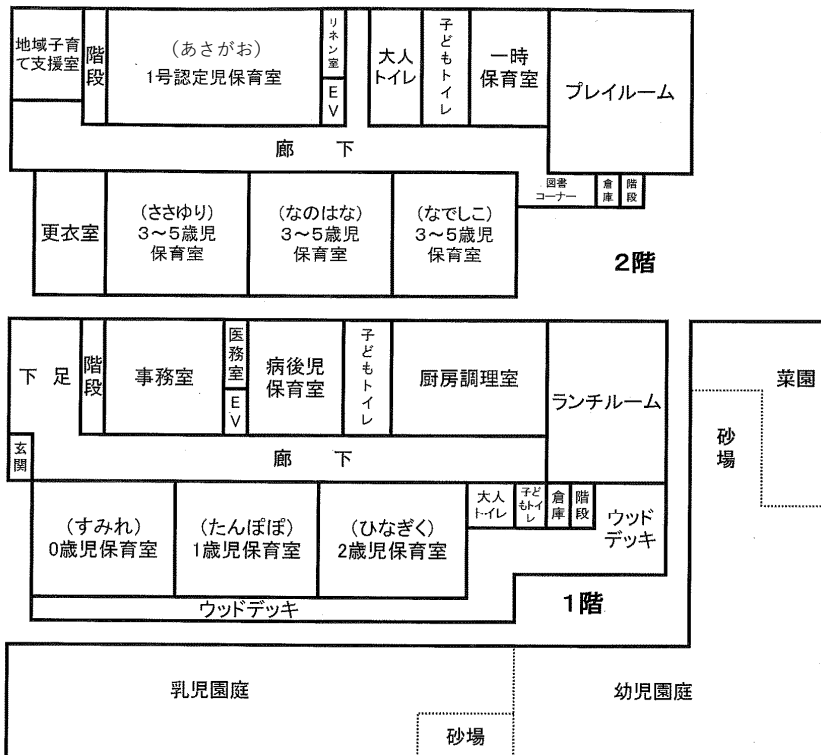 地域子育
て支援室
階段
(あさがお)
1号認定児保育室
リネン室
EV
大人
トイレ
子どもトイレ
一時
保育室
プレイルーム
廊 下
更衣室
(ささゆり)
3~5歳児
保育室
(なのはな)
3~5歳児
保育室
(なでしこ)
3~5歳児
保育室
図書
コーナー
倉庫
階段
2階
下 足
階段
事務室
医務室
EV
病後児
保育室
子どもトイレ
厨房調理室
ランチルーム
菜園
砂場
玄関
廊 下
(すみれ)
0歳児保育室
(たんぽぽ)
1歳児保育室
(ひなぎく)
2歳児保育室
大人
トイレ
子ど
もトイレ
倉庫
階段
ウッド
デッキ
ウッドデッキ
1階
乳児園庭
砂場
幼児園庭